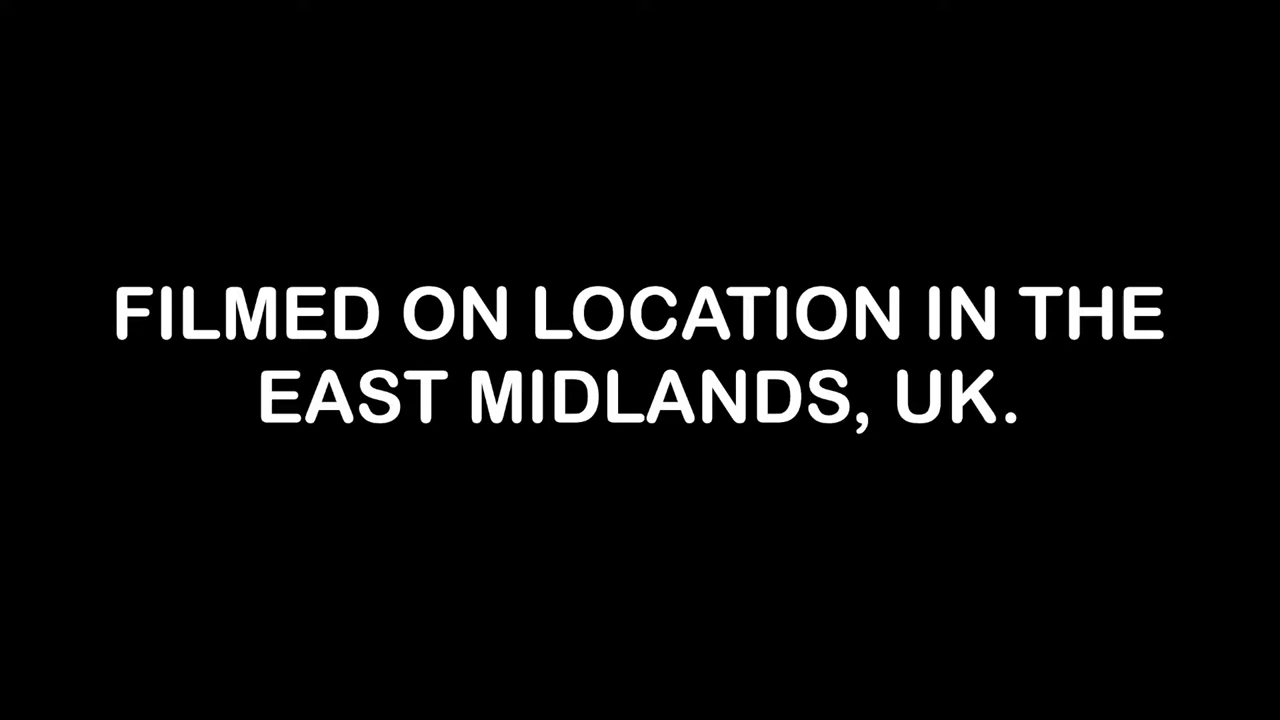 FILMED ON LOCATION IN THE
EAST MIDLANDS, UK.